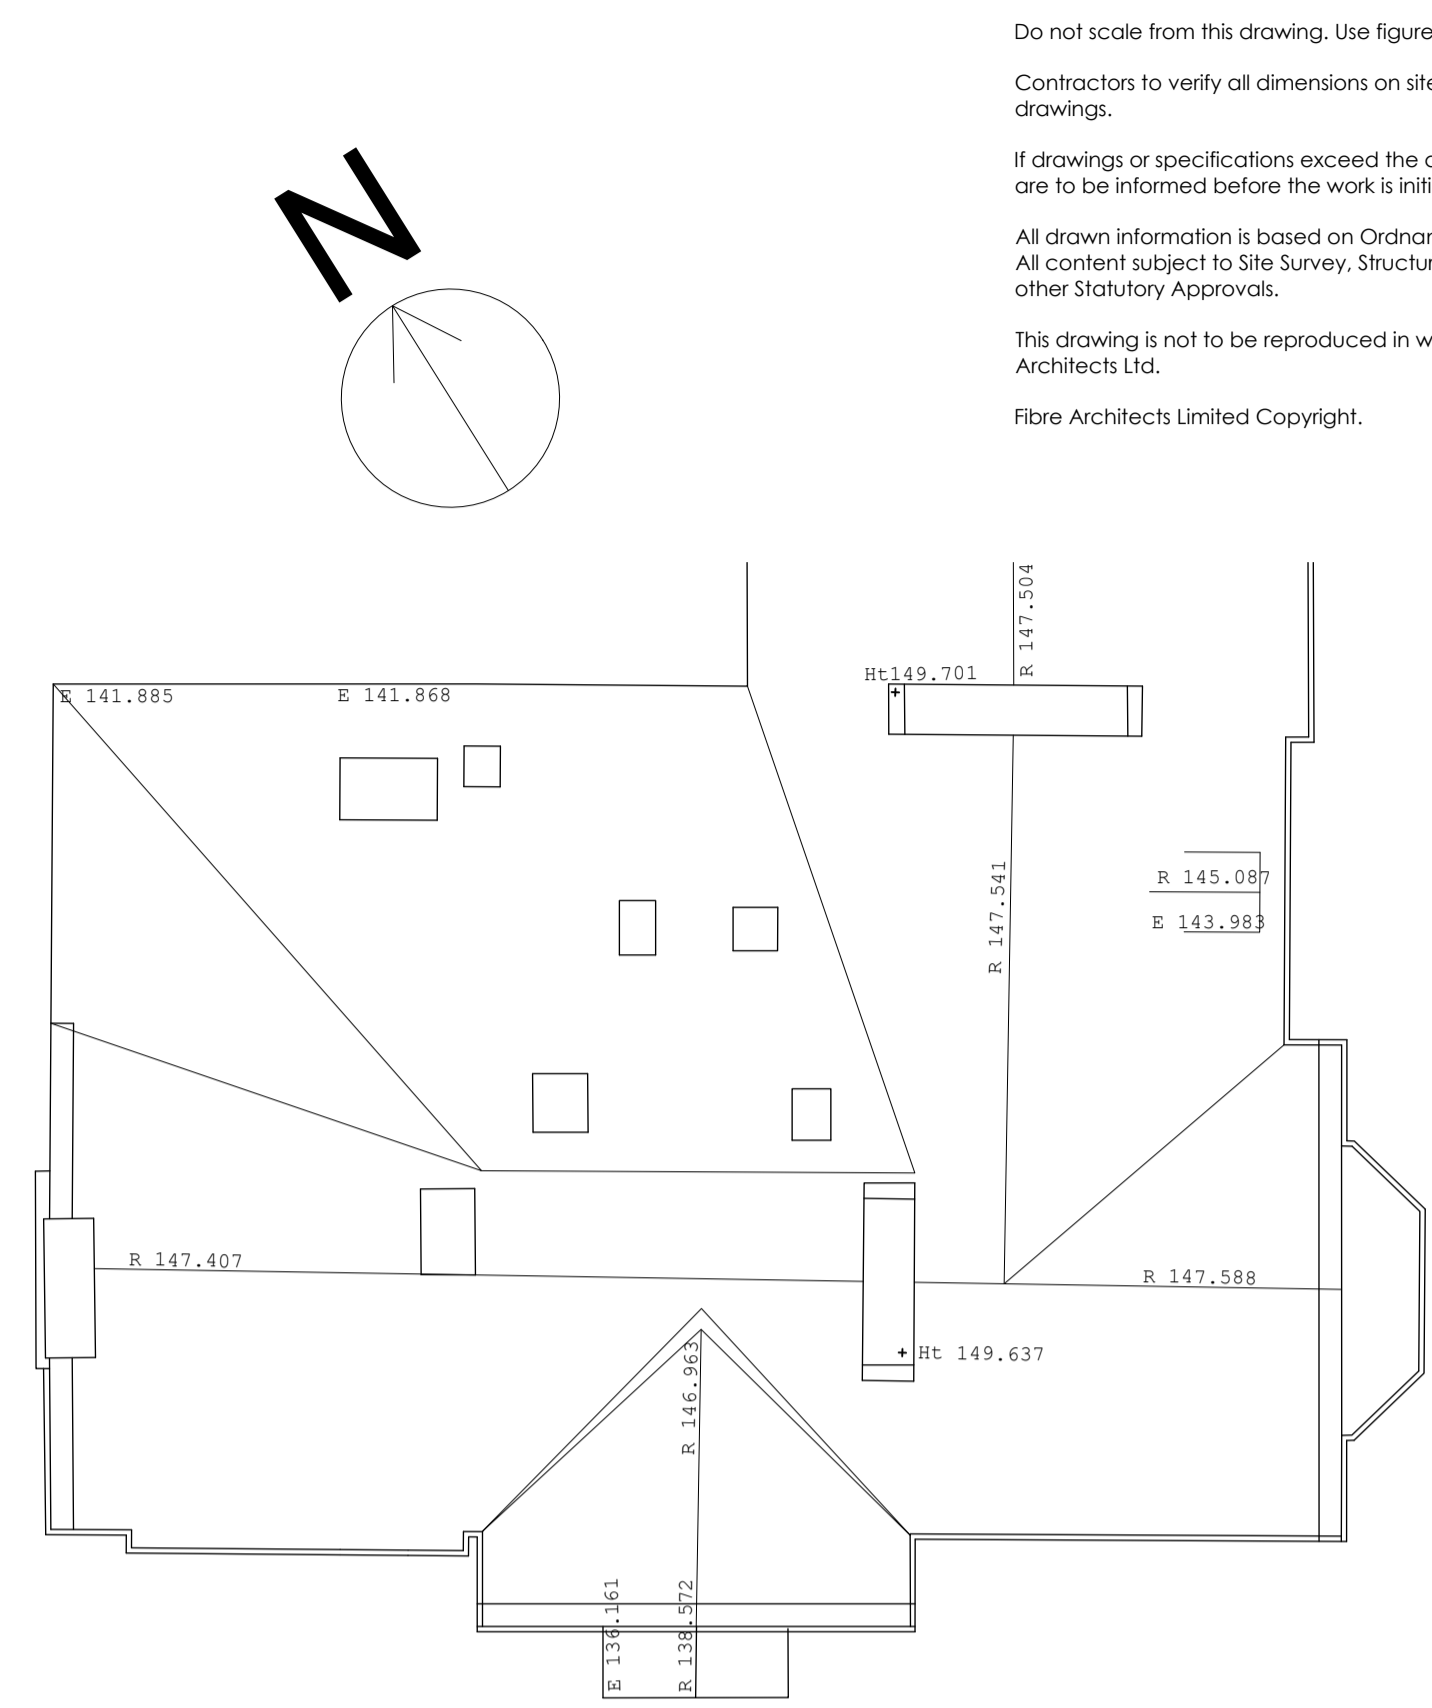 Do not scale from this drawing. Use figure
Contractors to verify all dimensions on site
drawings.
If drawings or specifications exceed the
are to be informed before the work is initi
All drawn information is based on Ordnan
All content subject to Site Survey, Structur
other Statutory Approvals.
This drawing is not to be reproduced in w
Architects Ltd.
Fibre Architects Limited Copyright.
N
R 147.504
Ht149.701
E 141.885
E 141.868
R 147.541
R 145.087
E 143.983
R 147.407
R 147.588
Ht 149.637
R 146.963
E 136.161
R 138.572